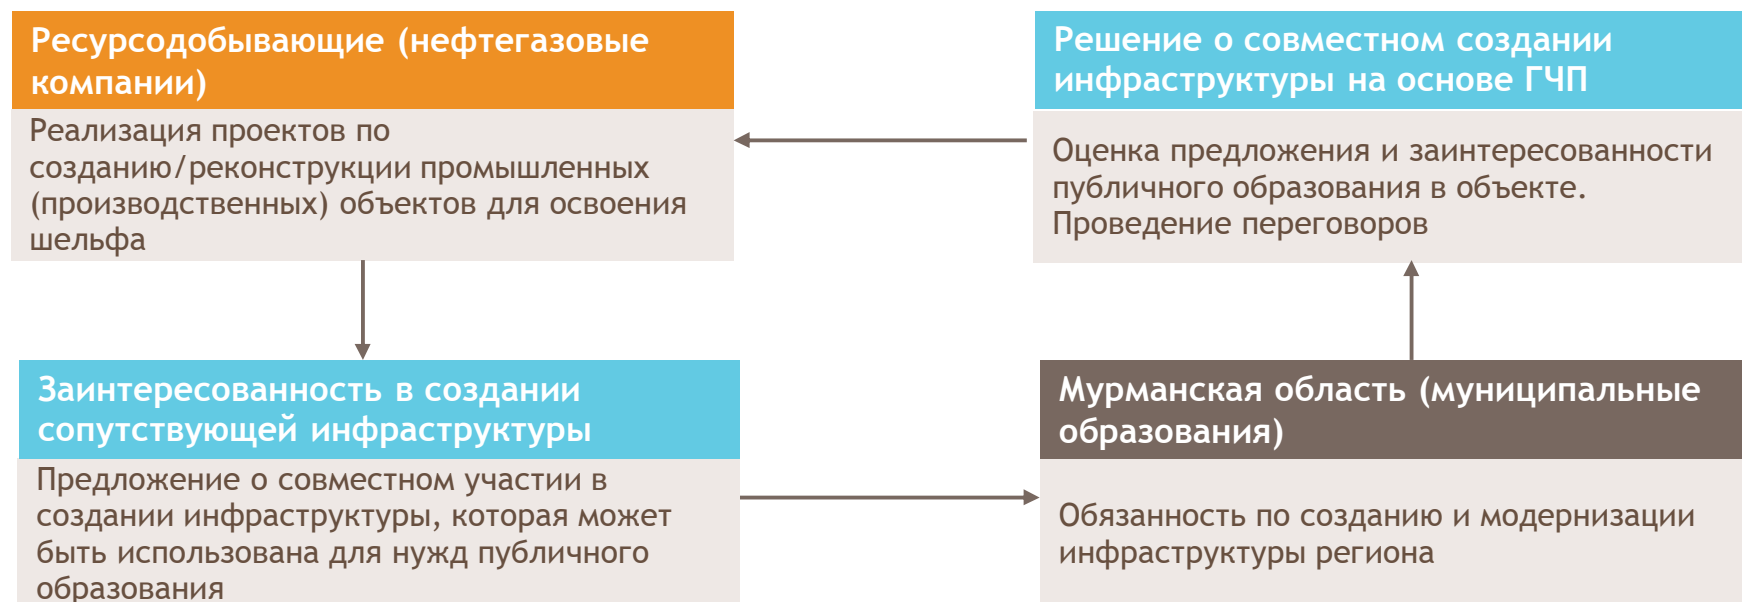 Ресурсодобывающие (нефтегазовые
компании)
Реализация проектов по
созданию/реконструкции промышленных
(производственных) объектов для освоения
шельфа
Решение о совместном создании
инфраструктуры на основе ГЧП
Оценка предложения и заинтересованности
публичного образования в объекте.
Проведение переговоров
Заинтересованность в создании
сопутствующей инфраструктуры
Предложение о совместном участии в
создании инфраструктуры, которая может
быть использована для нужд публичного
образования
Мурманская область (муниципальные
образования)
Обязанность по созданию и модернизации
инфраструктуры региона